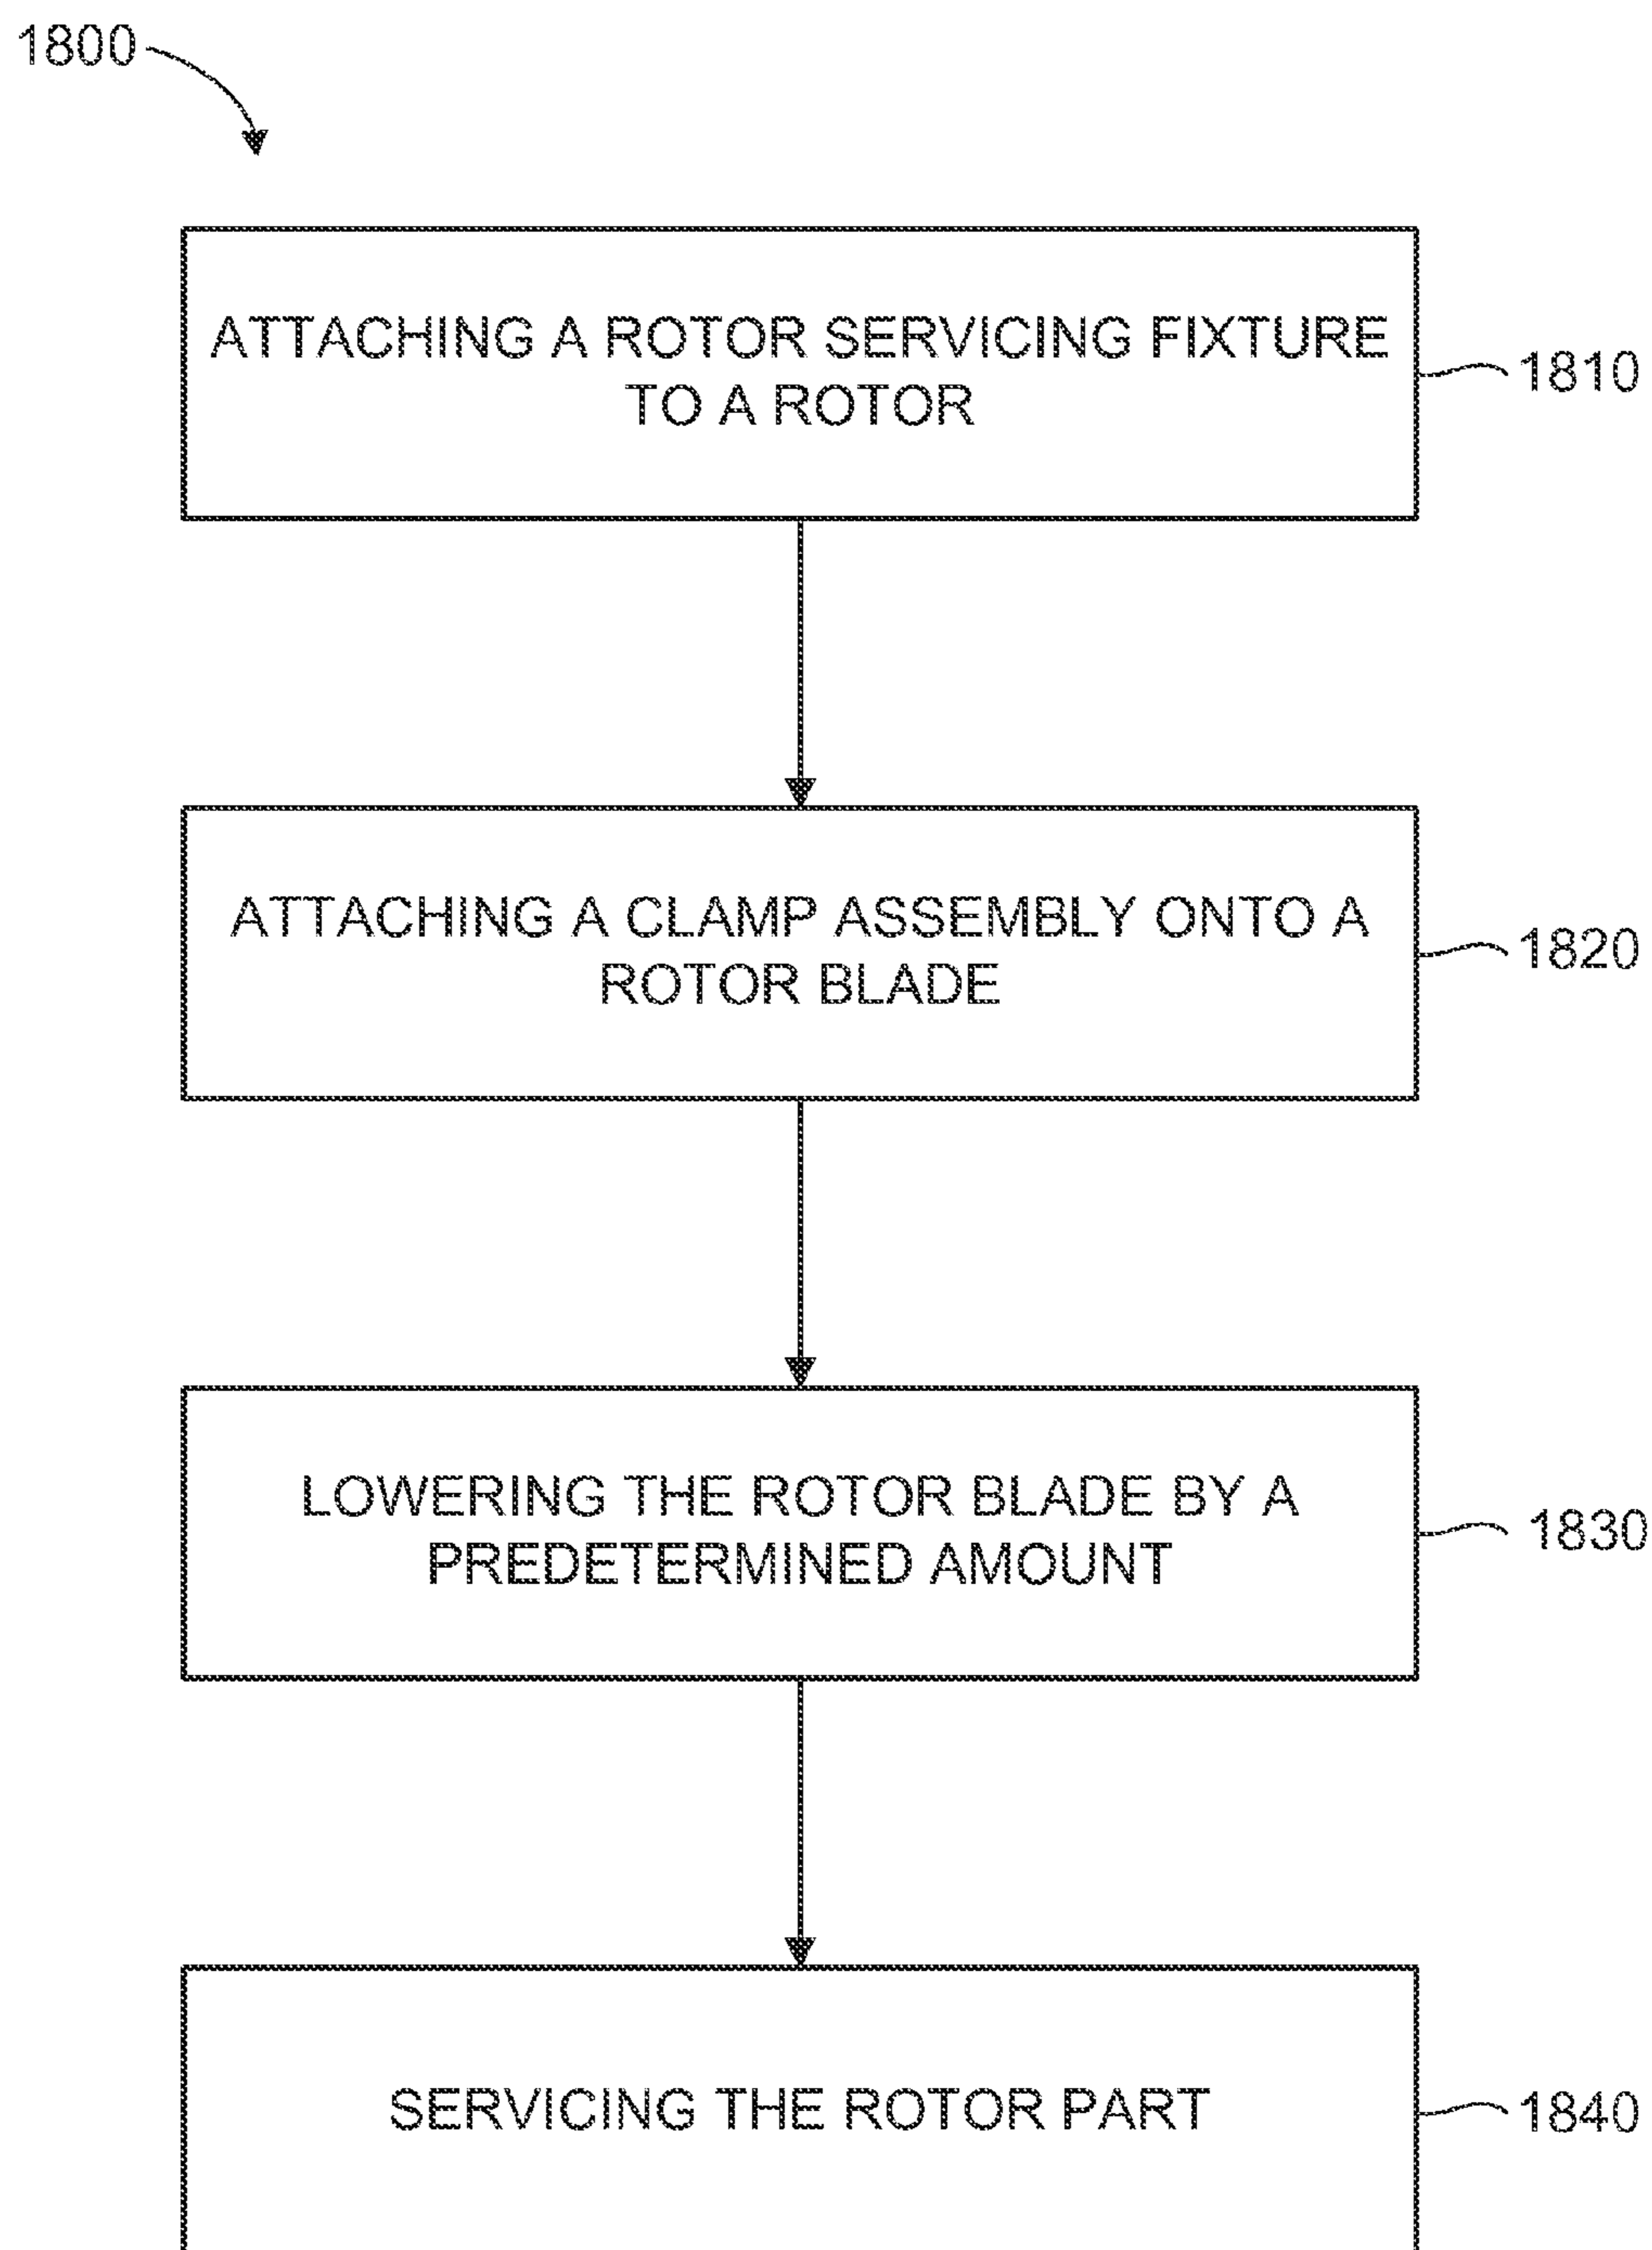 1800
ATTACHING A ROTOR SERVICING FIXTURE
TO A ROTOR
1810
ATTACHING A CLAMP ASSEMBLY ONTO A
ROTOR BLADE
1820
LOWERING THE ROTOR BLADE BY A
PREDETERMINED AMOUNT
1830
SERVICING THE ROTOR PART
1840